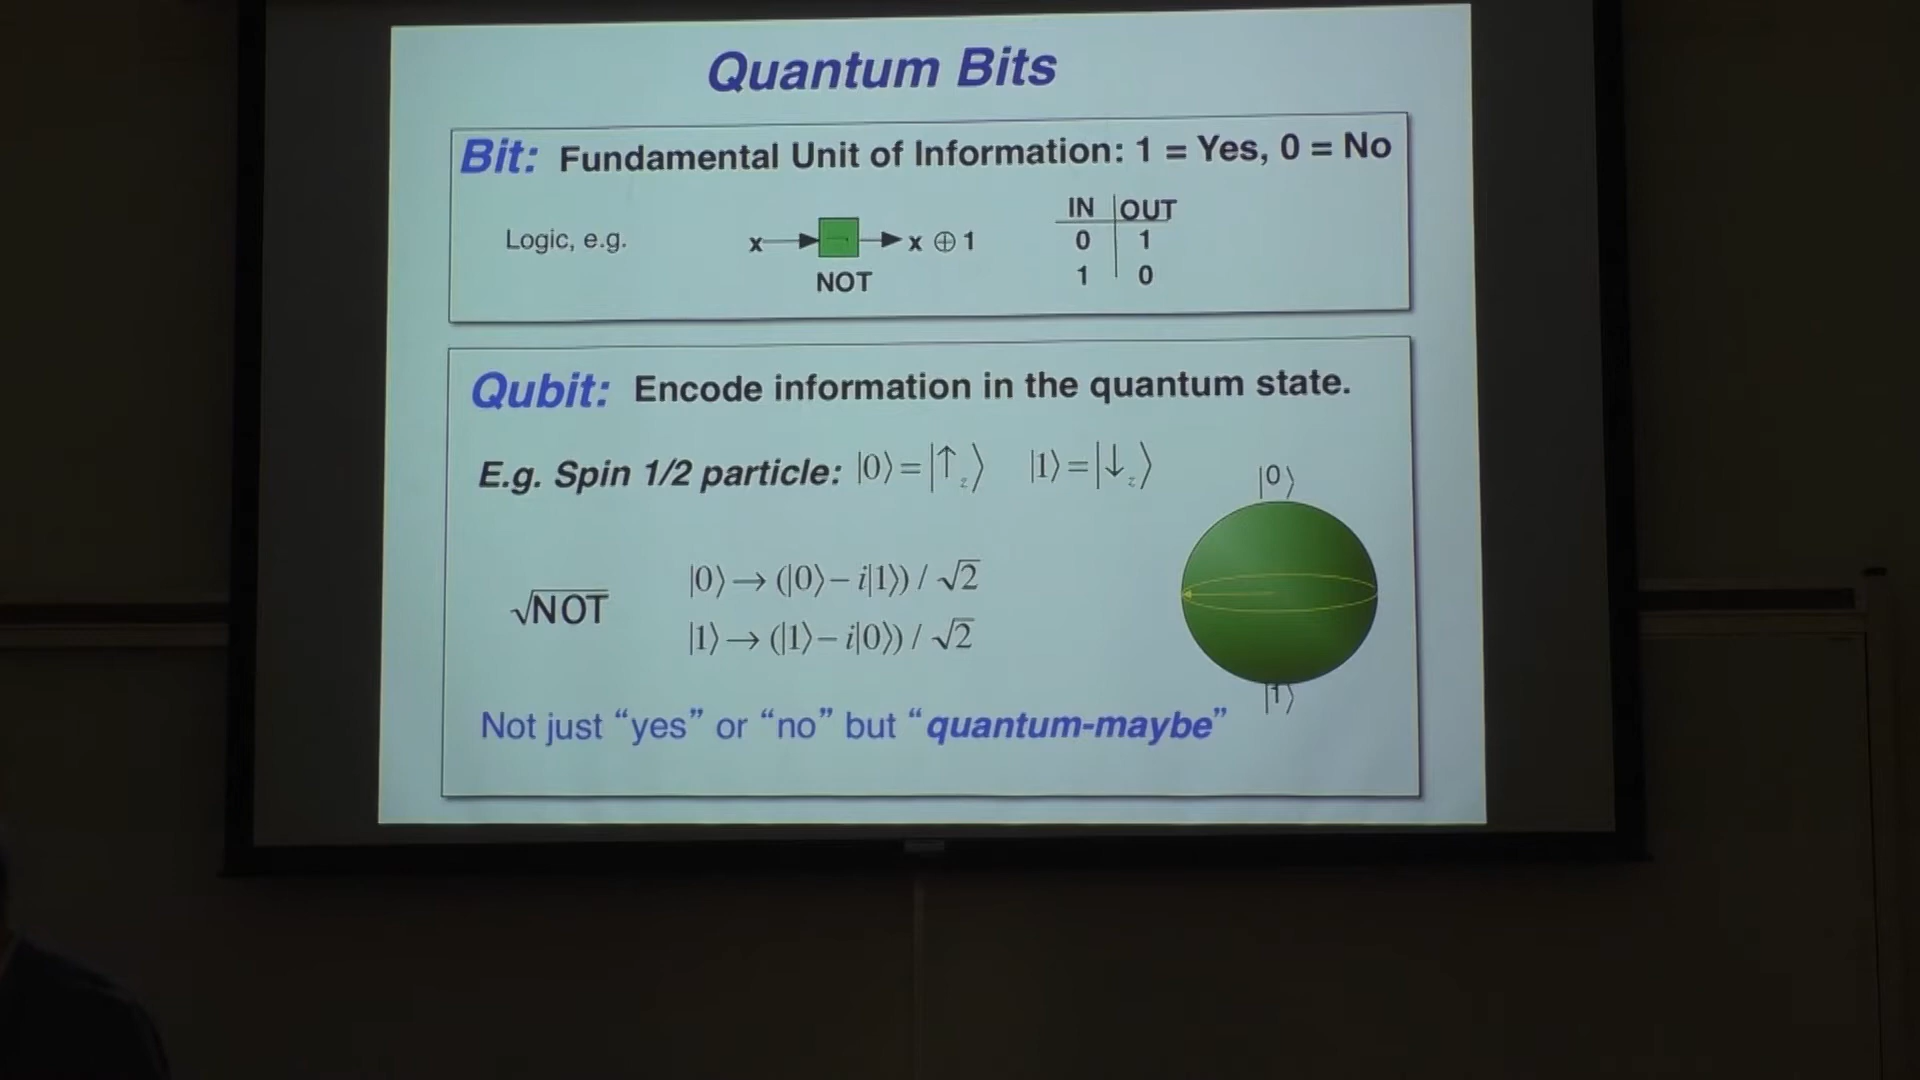 Quantum Bits
Bit: Fundamental Unit of Information: 1 = Yes, 0 = No
Logic, e.g.
x
x ⊕ 1
NOT
IN OUT
0 1
1 0
Qubit: Encode information in the quantum state.
E.g. Spin 1/2 particle: |0⟩ = |↑z⟩ |1⟩ = |↓z⟩
|0⟩
√NOT
|0⟩ → (|0⟩ − i|1⟩) / √2
|1⟩ → (|1⟩ − i|0⟩) / √2
|1⟩
Not just “yes” or “no” but “quantum-maybe”